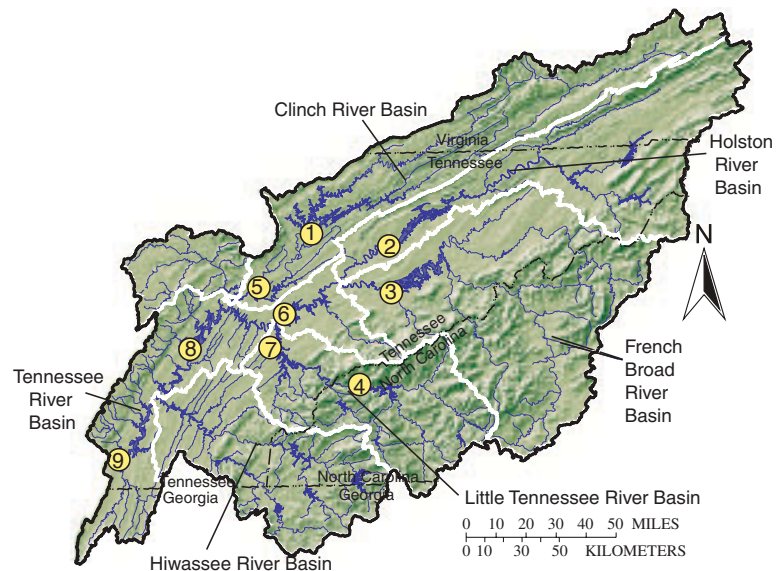 Clinch River Basin
Virginia
Tennessee
Holston
River
Basin
N
1
2
3
5
6
7
8
4
9
Tennessee
North Carolina
French
Broad
River
Basin
Tennessee
River
Basin
Tennessee
Georgia
North Carolina
Georgia
Little Tennessee River Basin
Hiwassee River Basin
0 10 20 30 40 50 MILES
0 10 30 50 KILOMETERS